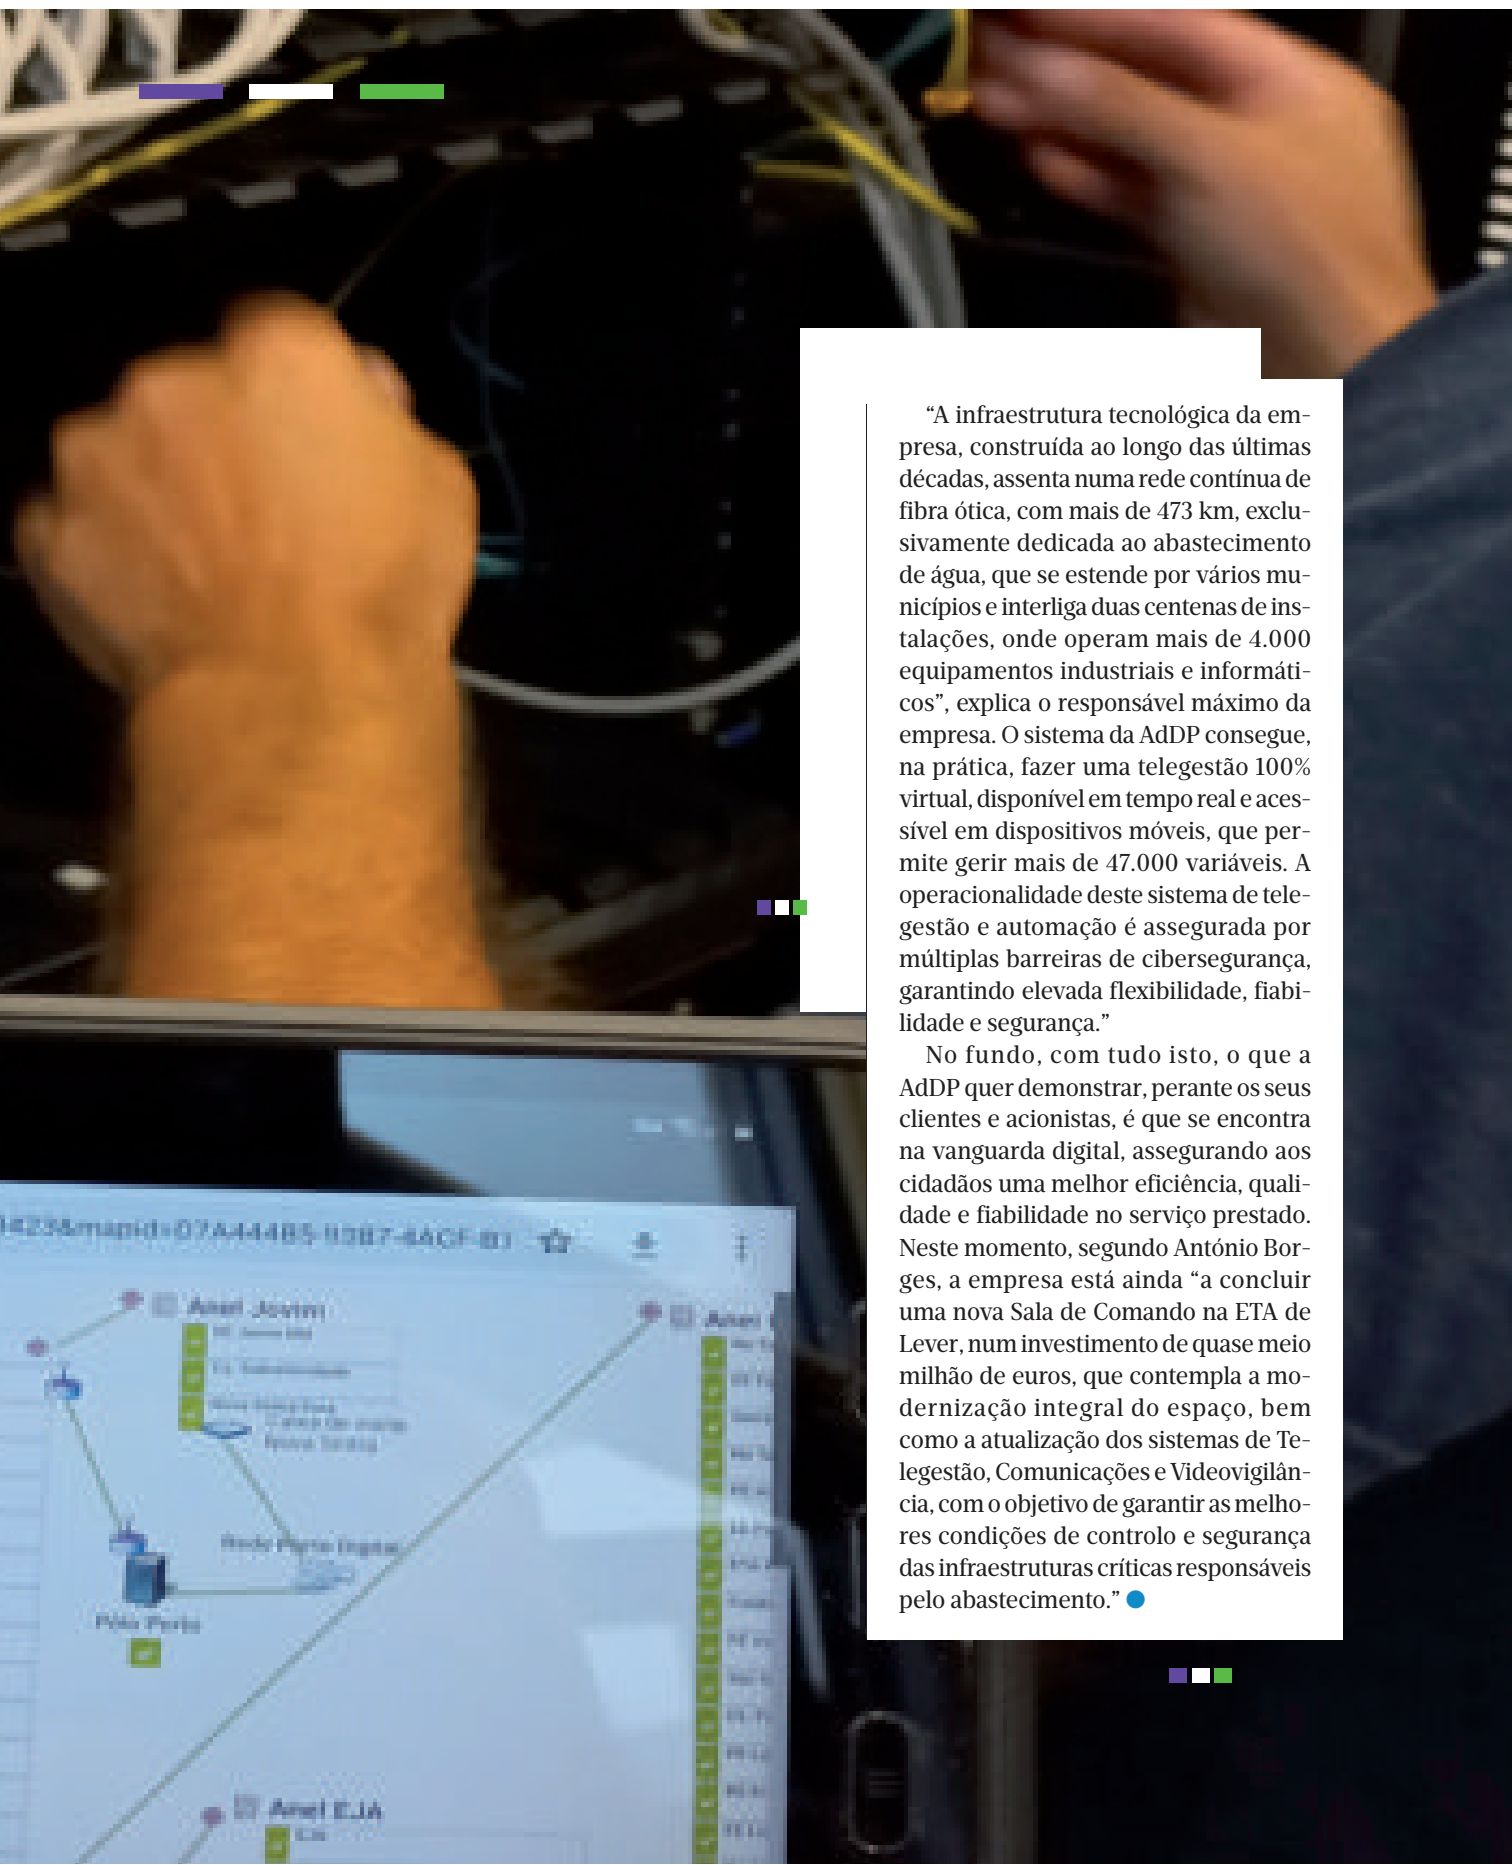 “A infraestrutura tecnológica da em-
presa, construída ao longo das últimas
décadas, assenta numa rede contínua de
fibra ótica, com mais de 473 km, exclu-
sivamente dedicada ao abastecimento
de água, que se estende por vários mu-
nicípios e interliga duas centenas de ins-
talações, onde operam mais de 4.000
equipamentos industriais e informáti-
cos”, explica o responsável máximo da
empresa. O sistema da AdDP consegue,
na prática, fazer uma telegestão 100%
virtual, disponível em tempo real e aces-
sível em dispositivos móveis, que per-
mite gerir mais de 47.000 variáveis. A
operacionalidade deste sistema de tele-
gestão e automação é assegurada por
múltiplas barreiras de cibersegurança,
garantindo elevada flexibilidade, fiabi-
lidade e segurança.”
No fundo, com tudo isto, o que a
AdDP quer demonstrar, perante os seus
clientes e acionistas, é que se encontra
na vanguarda digital, assegurando aos
cidadãos uma melhor eficiência, quali-
dade e fiabilidade no serviço prestado.
Neste momento, segundo António Bor-
ges, a empresa está ainda “a concluir
uma nova Sala de Comando na ETA de
Lever, num investimento de quase meio
milhão de euros, que contempla a mo-
dernização integral do espaço, bem
como a atualização dos sistemas de Te-
legestão, Comunicações e Videovigilân-
cia, com o objetivo de garantir as melho-
res condições de controlo e segurança
das infraestruturas críticas responsáveis
pelo abastecimento.”
Anel Jovim
Anel
Rede Porto Digital
Pólo Porto
Anel EJA